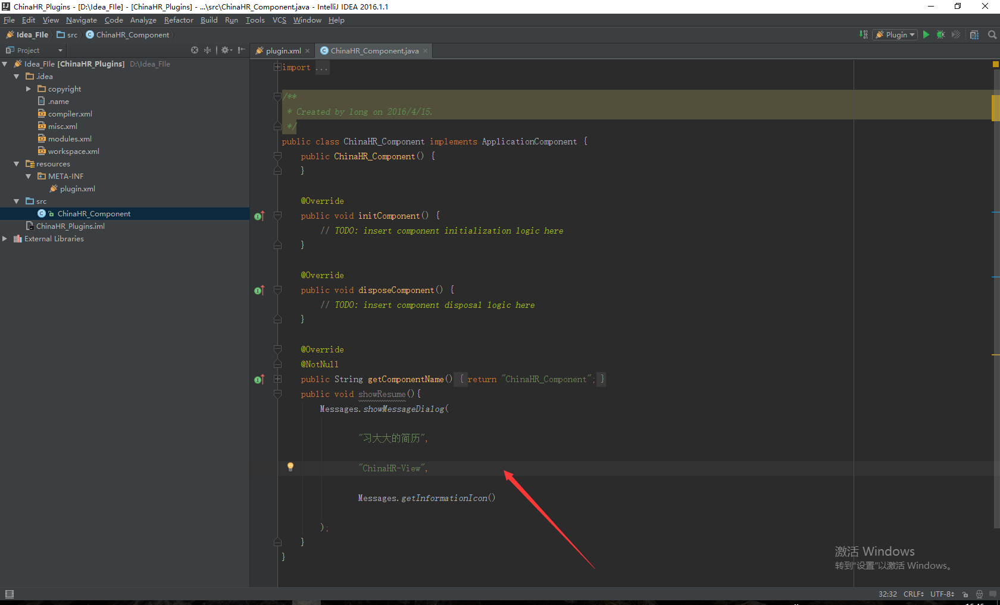 ChinaHR_Plugins - [D:\Idea_FIle] - [ChinaHR_Plugins] - ...\src\ChinaHR_Component.java - IntelliJ IDEA 2016.1.1
File Edit View Navigate Code Analyze Refactor Build Run Tools VCS Window Help
Idea_FIle src ChinaHR_Component Plugin
Project plugin.xml ChinaHR_Component.java
Idea_FIle [ChinaHR_Plugins] D:\Idea_FIle
.idea
copyright
.name
compiler.xml
misc.xml
modules.xml
workspace.xml
resources
META-INF
plugin.xml
src
ChinaHR_Component
ChinaHR_Plugins.iml
External Libraries
import ...
/**
* Created by long on 2016/4/15.
*/
public class ChinaHR_Component implements ApplicationComponent {
public ChinaHR_Component() {
}
@Override
public void initComponent() {
// TODO: insert component initialization logic here
}
@Override
public void disposeComponent() {
// TODO: insert component disposal logic here
}
@Override
@NotNull
public String getComponentName() { return "ChinaHR_Component"; }
public void showResume(){
Messages.showMessageDialog(
"习大大的简历",
"ChinaHR-View",
Messages.getInformationIcon()
);
}
}
激活 Windows
转到"设置"以激活 Windows。
32:32 CRLF UTF-8